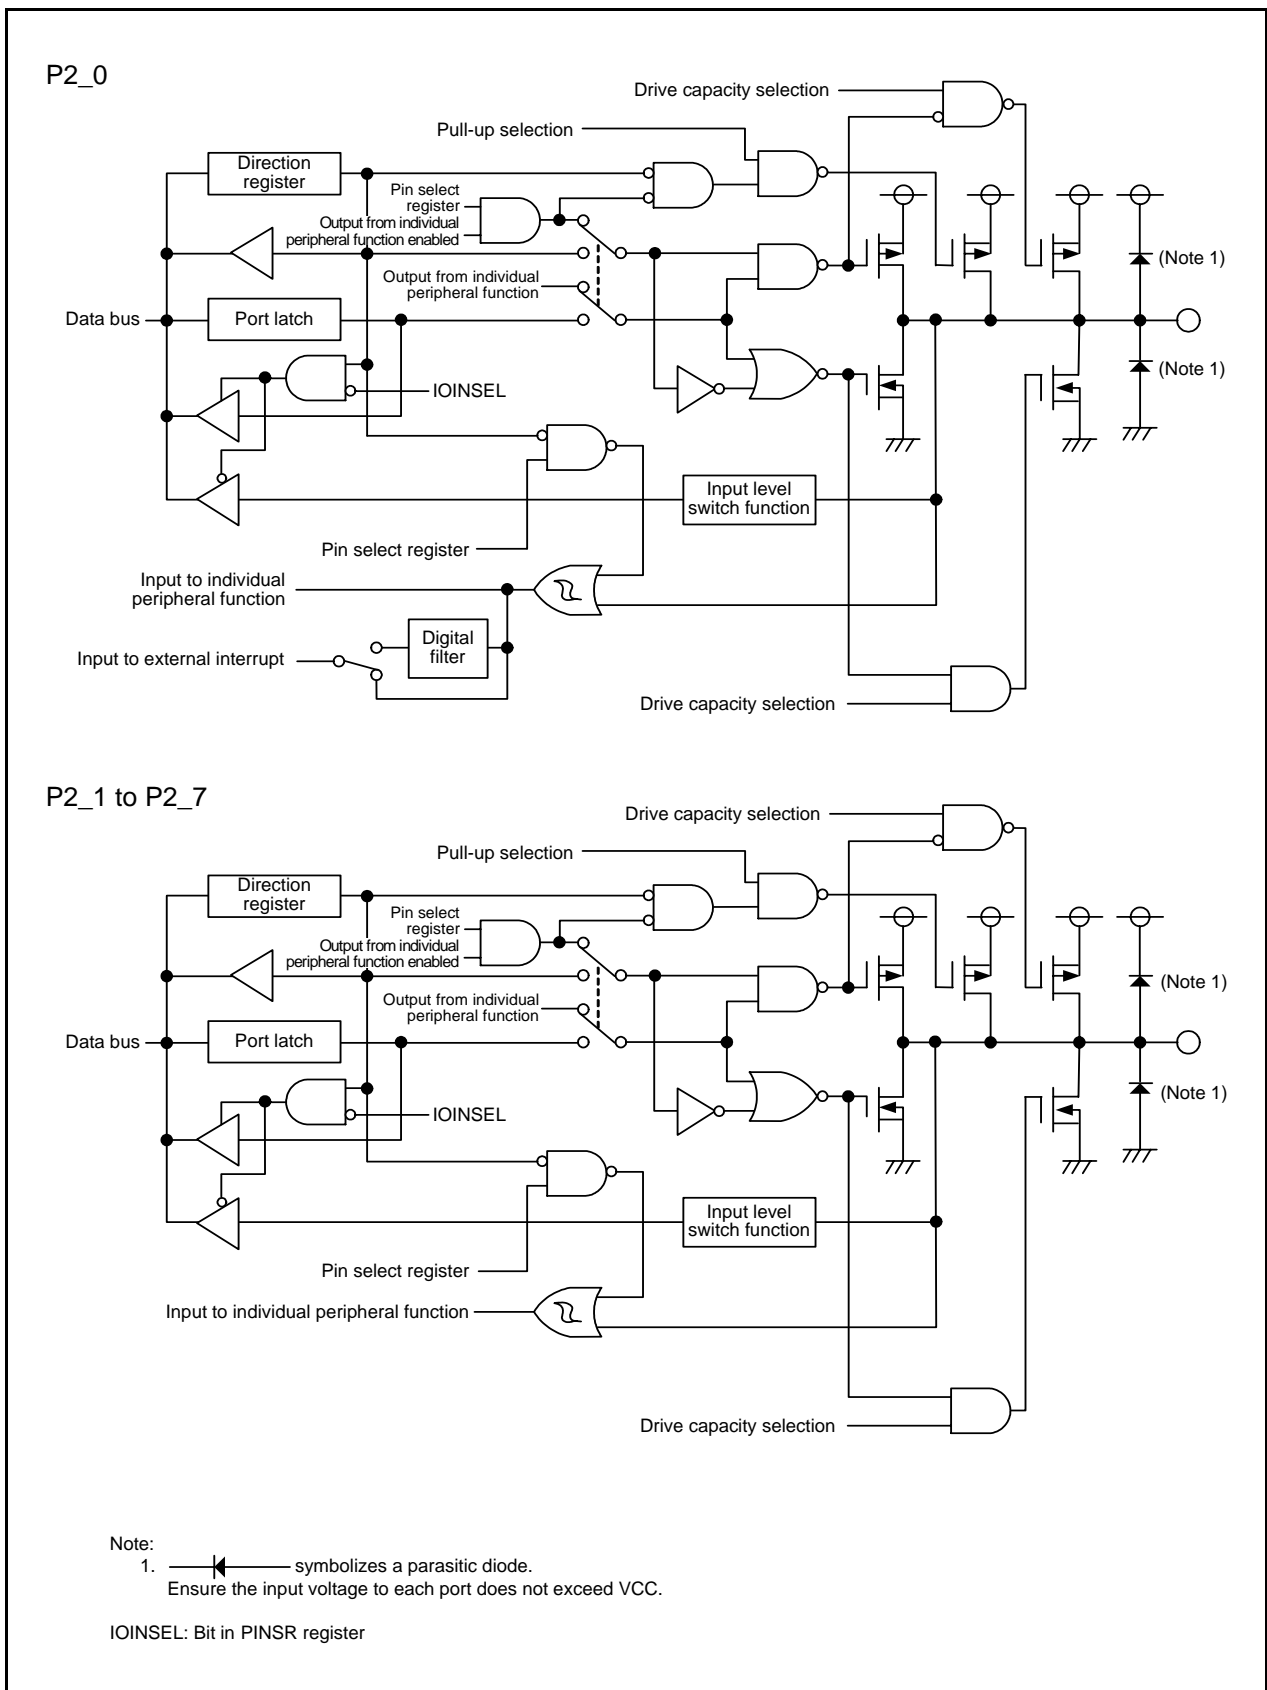 P2_0
Drive capacity selection
Pull-up selection
Direction
register
Pin select
register
Output from individual
peripheral function enabled
Output from individual
peripheral function
(Note 1)
Data bus
Port latch
(Note 1)
IOINSEL
Input level
switch function
Pin select register
Input to individual
peripheral function
Digital
filter
Input to external interrupt
Drive capacity selection
P2_1 to P2_7
Drive capacity selection
Pull-up selection
Direction
register
Pin select
register
Output from individual
peripheral function enabled
Output from individual
peripheral function
(Note 1)
Data bus
Port latch
(Note 1)
IOINSEL
Input level
switch function
Pin select register
Input to individual peripheral function
Drive capacity selection
Note:
1. symbolizes a parasitic diode.
Ensure the input voltage to each port does not exceed VCC.
IOINSEL: Bit in PINSR register